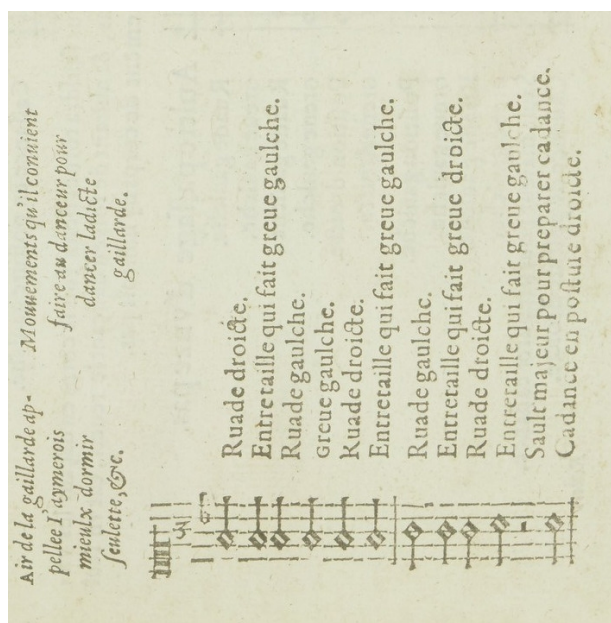 Air de la gaillarde ap-
pellee I'aymerois
mieulx dormir
seulette, &c.
Mouuements qu'il conuient
faire au danceur pour
dancer ladicte
gaillarde.
Ruade droicte.
Entretaille qui fait greue gaulche.
Ruade gaulche.
Greue gaulche.
Ruade droicte.
Entretaille qui fait greue gaulche.
Ruade gaulche.
Entretaille qui fait greue droicte.
Ruade droicte.
Entretaille qui fait greue gaulche.
Sault majeur pour preparer cadance.
Cadance en posture droicte.